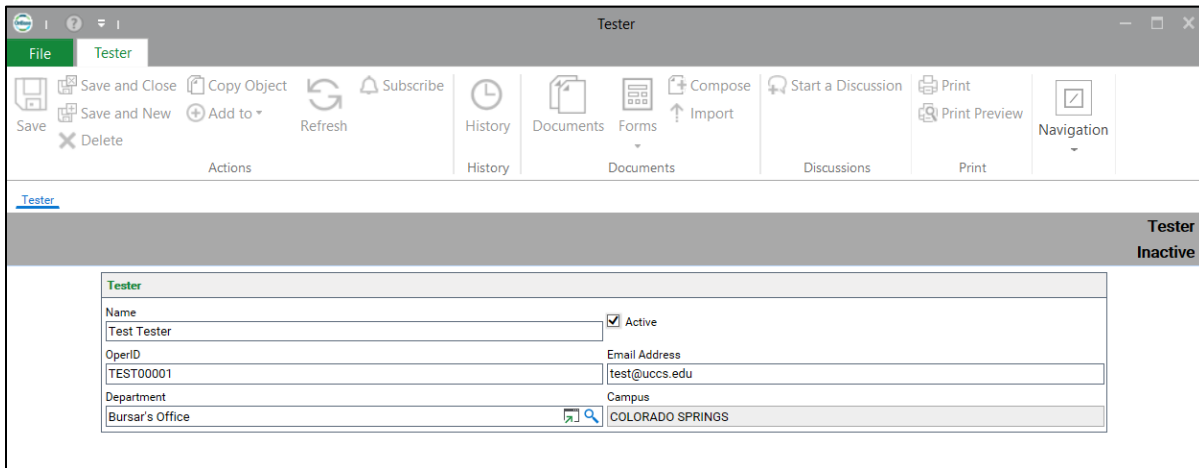 Tester
File
Tester
Save
Save and Close
Save and New
Delete
Copy Object
Add to
Refresh
Subscribe
Actions
History
History
Documents
Forms
Compose
Import
Documents
Start a Discussion
Discussions
Print
Print Preview
Print
Navigation
Tester
Tester
Inactive
Tester
Name
Test Tester
Active
OperID
Email Address
TEST00001
test@uccs.edu
Department
Campus
Bursar's Office
COLORADO SPRINGS